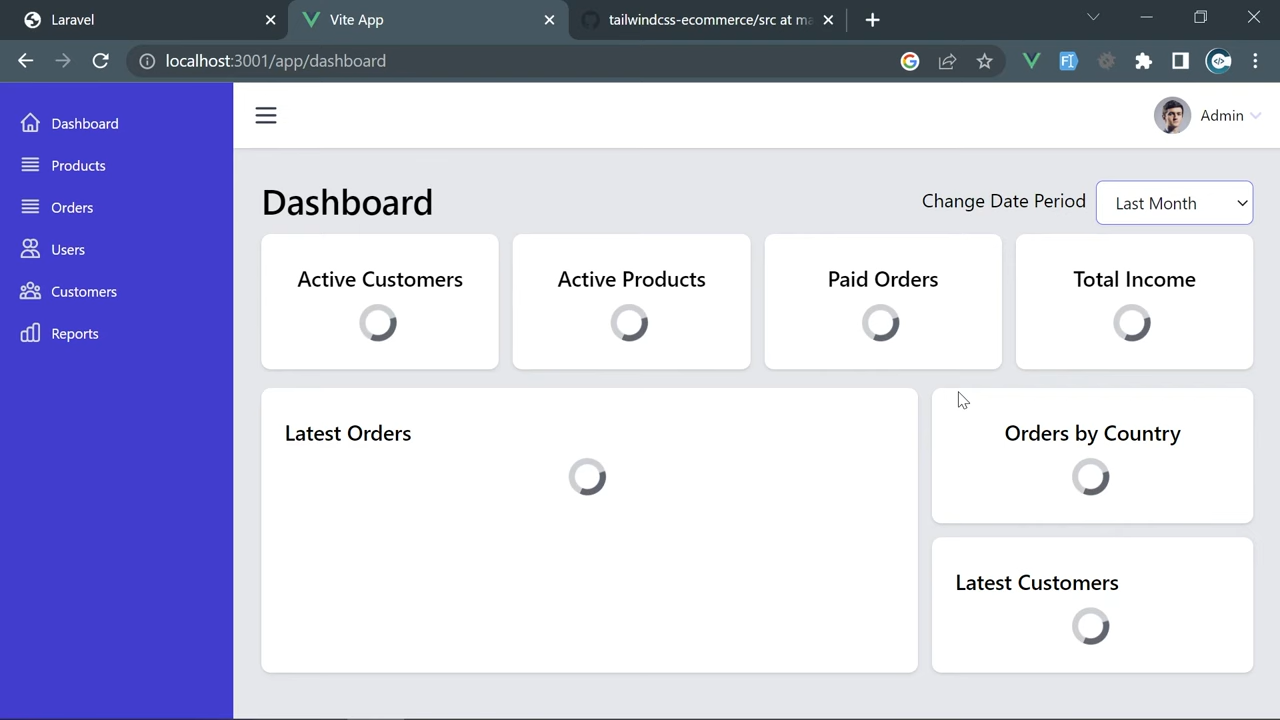 Laravel
Vite App
tailwindcss-ecommerce/src at ma
localhost:3001/app/dashboard
Dashboard
Products
Orders
Users
Customers
Reports
Admin
Dashboard
Change Date Period
Last Month
Active Customers
Active Products
Paid Orders
Total Income
Latest Orders
Orders by Country
Latest Customers